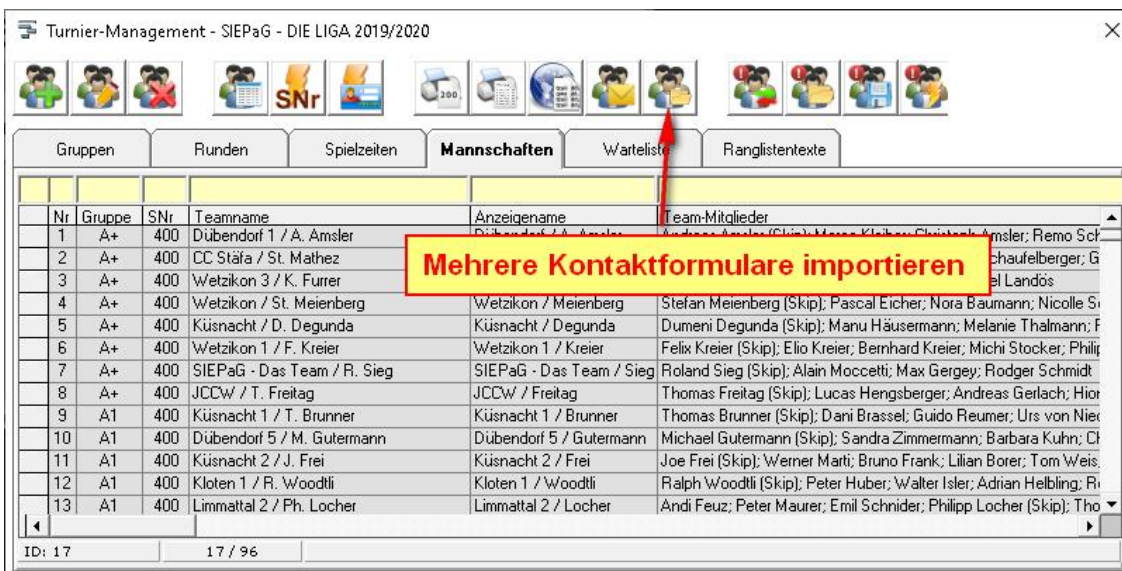 Turnier-Management - SIEPaG - DIE LIGA 2019/2020
SNr
200
Gruppen Runden Spielzeiten Mannschaften Warteliste Ranglistentexte
Nr Gruppe SNr Teamname Anzeigename Team-Mitglieder
1 A+ 400 Dübendorf 1 / A. Amsler
2 A+ 400 CC Stäfa / St. Mathez chaufelberger; G
3 A+ 400 Wetzikon 3 / K. Furrer el Landös
Mehrere Kontaktformulare importieren
4 A+ 400 Wetzikon / St. Meienberg Wetzikon / Meienberg Stefan Meienberg (Skip); Pascal Eicher; Nora Baumann; Nicolle
5 A+ 400 Küsnacht / D. Degunda Küsnacht / Degunda Dumeni Degunda (Skip); Manu Häusermann; Melanie Thalmann;
6 A+ 400 Wetzikon 1 / F. Kreier Wetzikon 1 / Kreier Felix Kreier (Skip); Elio Kreier; Bernhard Kreier; Michi Stocker; Philip
7 A+ 400 SIEPaG - Das Team / R. Sieg SIEPaG - Das Team / Sieg Roland Sieg (Skip); Alain Moccetti; Max Gergey; Rodger Schmidt
8 A+ 400 JCCW / T. Freitag JCCW / Freitag Thomas Freitag (Skip); Lucas Hengsberger; Andreas Gerlach; Hior
9 A1 400 Küsnacht 1 / T. Brunner Küsnacht 1 / Brunner Thomas Brunner (Skip); Dani Brassel; Guido Reumer; Urs von Nied
10 A1 400 Dübendorf 5 / M. Gutermann Dübendorf 5 / Gutermann Michael Gutermann (Skip); Sandra Zimmermann; Barbara Kuhn;
11 A1 400 Küsnacht 2 / J. Frei Küsnacht 2 / Frei Joe Frei (Skip); Werner Marti; Bruno Frank; Lilian Borer; Tom Weis.
12 A1 400 Kloten 1 / R. Woodtli Kloten 1 / Woodtli Ralph Woodtli (Skip); Peter Huber; Walter Isler; Adrian Helbling;
13 A1 400 Limmattal 2 / Ph. Locher Limmattal 2 / Locher Andi Feuz; Peter Maurer; Emil Schnider; Philipp Locher (Skip); Tho
ID: 17 17 / 96